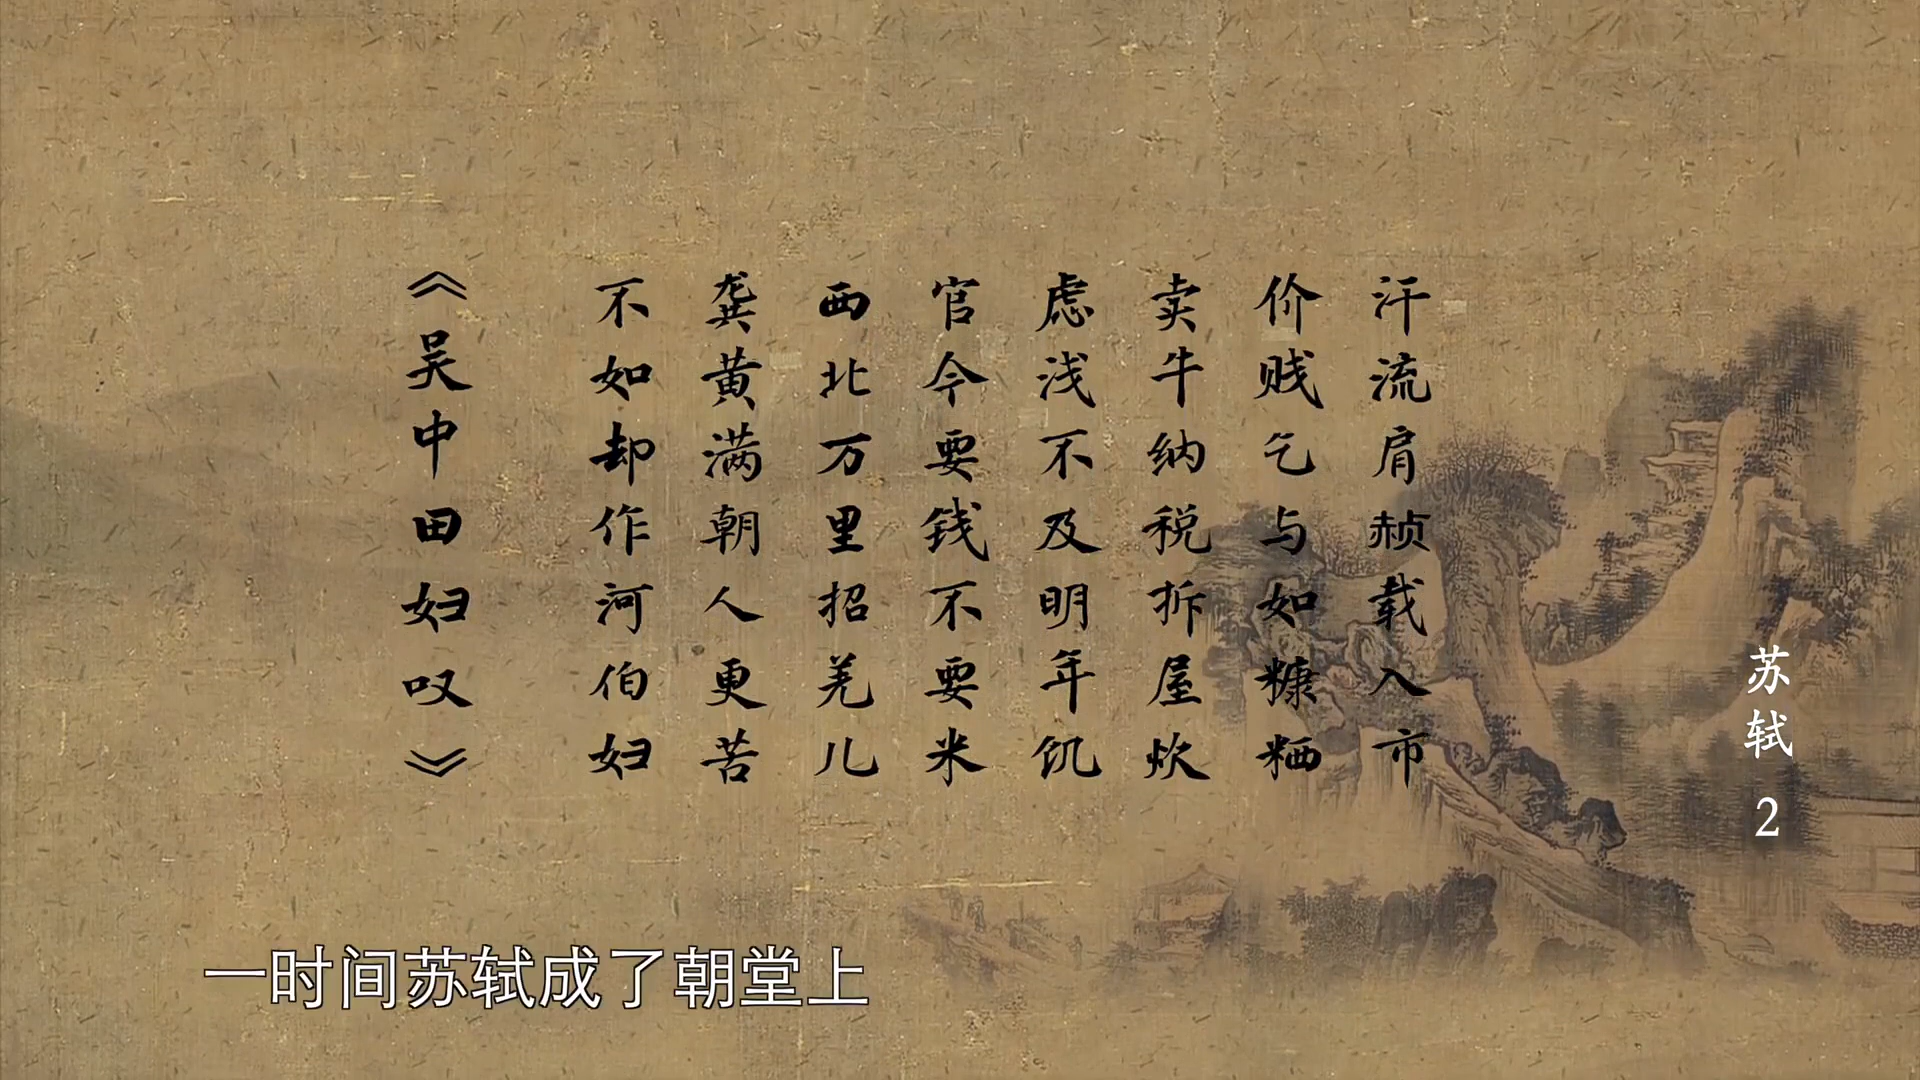 汗流肩赪载入市
价贱乞与如糠粞
卖牛纳税拆屋炊
虑浅不及明年饥
官今要钱不要米
西北万里招羌儿
龚黄满朝人更苦
不如却作河伯妇
《吴中田妇叹》
苏轼 2
一时间苏轼成了朝堂上